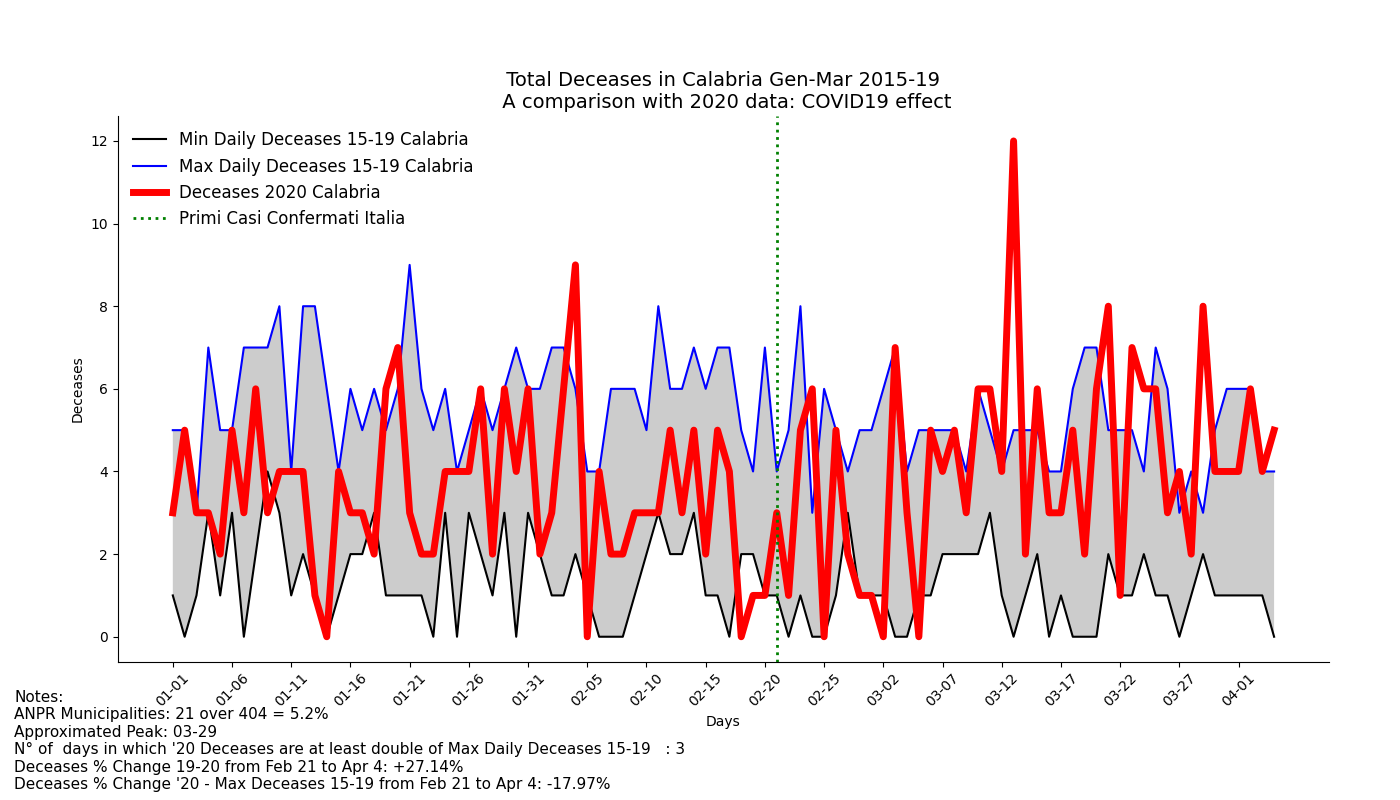 Total Deceases in Calabria Gen-Mar 2015-19
A comparison with 2020 data: COVID19 effect
Min Daily Deceases 15-19 Calabria
Max Daily Deceases 15-19 Calabria
Deceases 2020 Calabria
Primi Casi Confermati Italia
12
10
8
6
4
2
0
Deceases
01-01 01-06 01-11 01-16 01-21 01-26 01-31 02-05 02-10 02-15 02-20 02-25 03-02 03-07 03-12 03-17 03-22 03-27 04-01
Days
Notes:
ANPR Municipalities: 21 over 404 = 5.2%
Approximated Peak: 03-29
N° of  days in which '20 Deceases are at least double of Max Daily Deceases 15-19   : 3
Deceases % Change 19-20 from Feb 21 to Apr 4: +27.14%
Deceases % Change '20 - Max Deceases 15-19 from Feb 21 to Apr 4: -17.97%